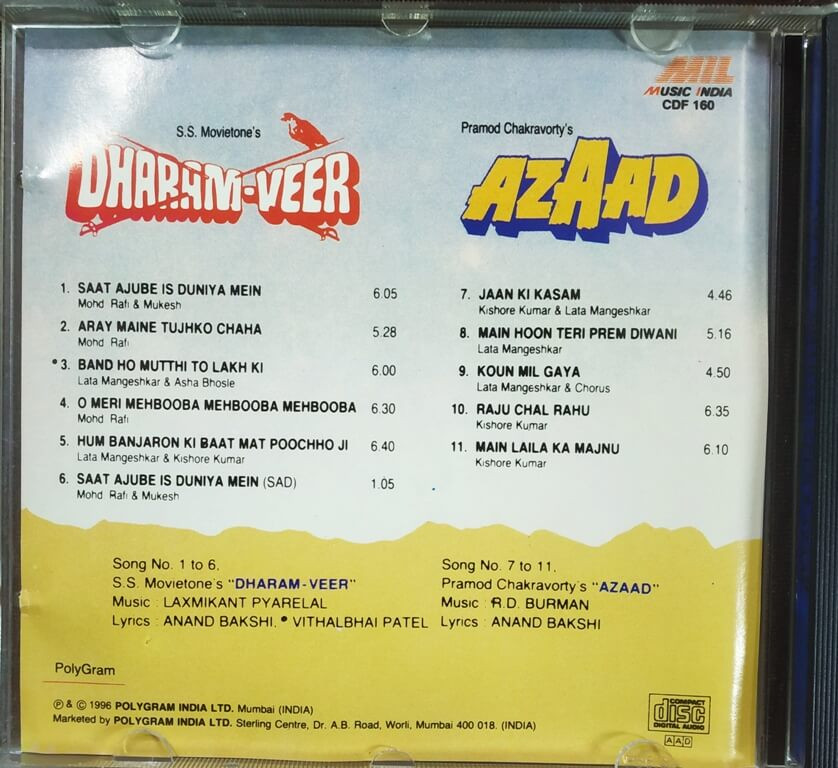 MIL
MUSIC INDIA
CDF 160
S.S. Movietone's
DHARAM-VEER
1. SAAT AJUBE IS DUNIYA MEIN 6.05
Mohd Rafi & Mukesh
2. ARAY MAINE TUJHKO CHAHA 5.28
Mohd Rafi
•3. BAND HO MUTTHI TO LAKH KI 6.00
Lata Mangeshkar & Asha Bhosle
4. O MERI MEHBOOBA MEHBOOBA MEHBOOBA 6.30
Mohd Rafi
5. HUM BANJARON KI BAAT MAT POOCHHO JI 6.40
Lata Mangeshkar & Kishore Kumar
6. SAAT AJUBE IS DUNIYA MEIN (SAD) 1.05
Mohd Rafi & Mukesh
Pramod Chakravorty's
AZAAD
7. JAAN KI KASAM 4.46
Kishore Kumar & Lata Mangeshkar
8. MAIN HOON TERI PREM DIWANI 5.16
Lata Mangeshkar
9. KOUN MIL GAYA 4.50
Lata Mangeshkar & Chorus
10. RAJU CHAL RAHU 6.35
Kishore Kumar
11. MAIN LAILA KA MAJNU 6.10
Kishore Kumar
Song No. 1 to 6.
S.S. Movietone's "DHARAM-VEER"
Music : LAXMIKANT PYARELAL
Lyrics : ANAND BAKSHI, • VITHALBHAI PATEL
Song No. 7 to 11.
Pramod Chakravorty's "AZAAD"
Music : R.D. BURMAN
Lyrics : ANAND BAKSHI
PolyGram
℗ & © 1996 POLYGRAM INDIA LTD. Mumbai (INDIA)
Marketed by POLYGRAM INDIA LTD. Sterling Centre, Dr. A.B. Road, Worli, Mumbai 400 018. (INDIA)
COMPACT
disc
DIGITAL AUDIO
AAD